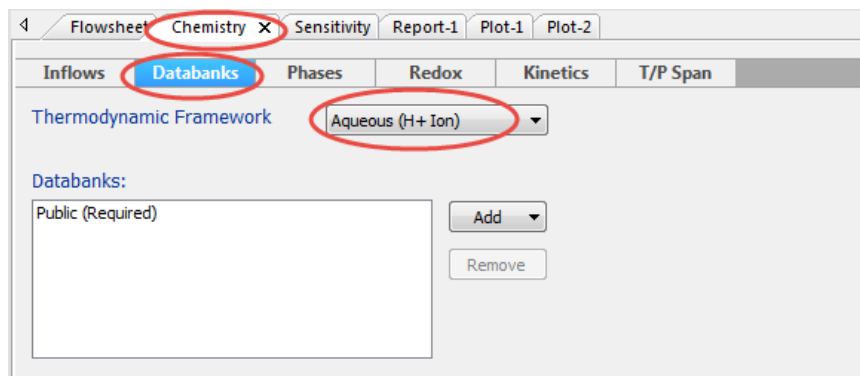 Flowsheet Chemistry X Sensitivity Report-1 Plot-1 Plot-2
Inflows Databanks Phases Redox Kinetics T/P Span
Thermodynamic Framework Aqueous (H+ Ion)
Databanks:
Public (Required) Add
Remove